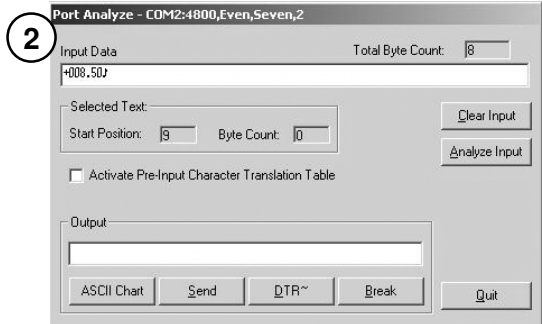 Port Analyze - COM2:4800,Even,Seven,2
2
Input Data Total Byte Count: 8
+008.50♪
Selected Text:
Start Position: 9 Byte Count: 0
Clear Input
Analyze Input
Activate Pre-Input Character Translation Table
Output
ASCII Chart Send DTR~ Break
Quit